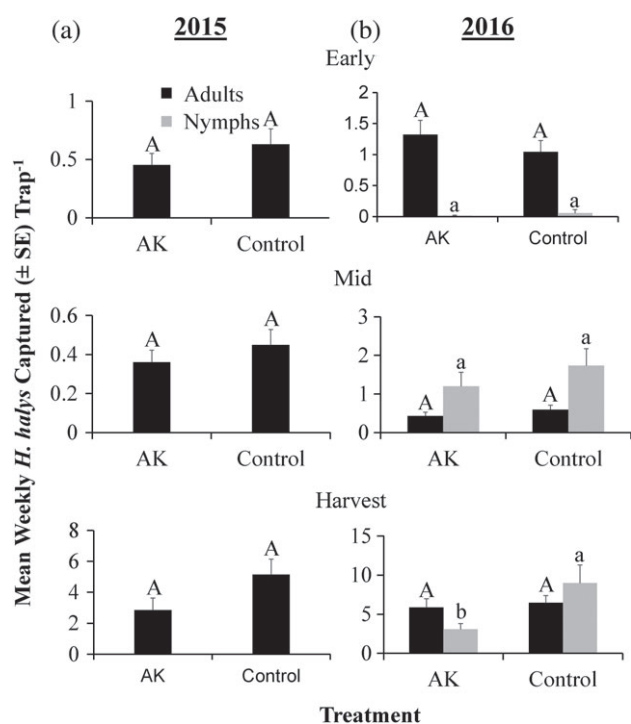 (a) 2015 (b) 2016
Early
Adults
Nymphs
1
0.5
0
A
A
AK Control
2
1.5
1
0.5
0
A
a
A
a
AK Control
Mid
0.6
0.4
0.2
0
A
A
AK Control
3
2
1
0
A
a
A
a
AK Control
Harvest
8
6
4
2
0
A
A
AK Control
15
10
5
0
A
b
A
a
AK Control
Mean Weekly H. halys Captured (± SE) Trap⁻¹
Treatment